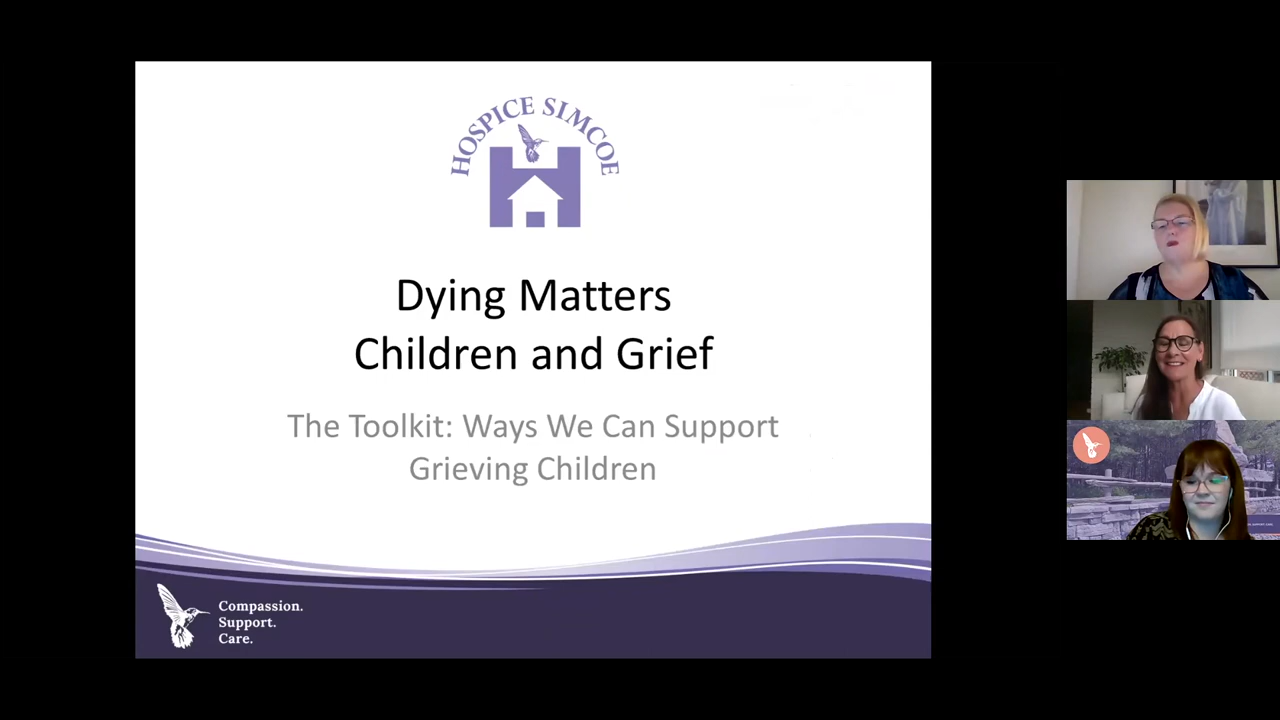 HOSPICE SIMCOE
Dying Matters
Children and Grief
The Toolkit: Ways We Can Support
Grieving Children
Compassion.
Support.
Care.